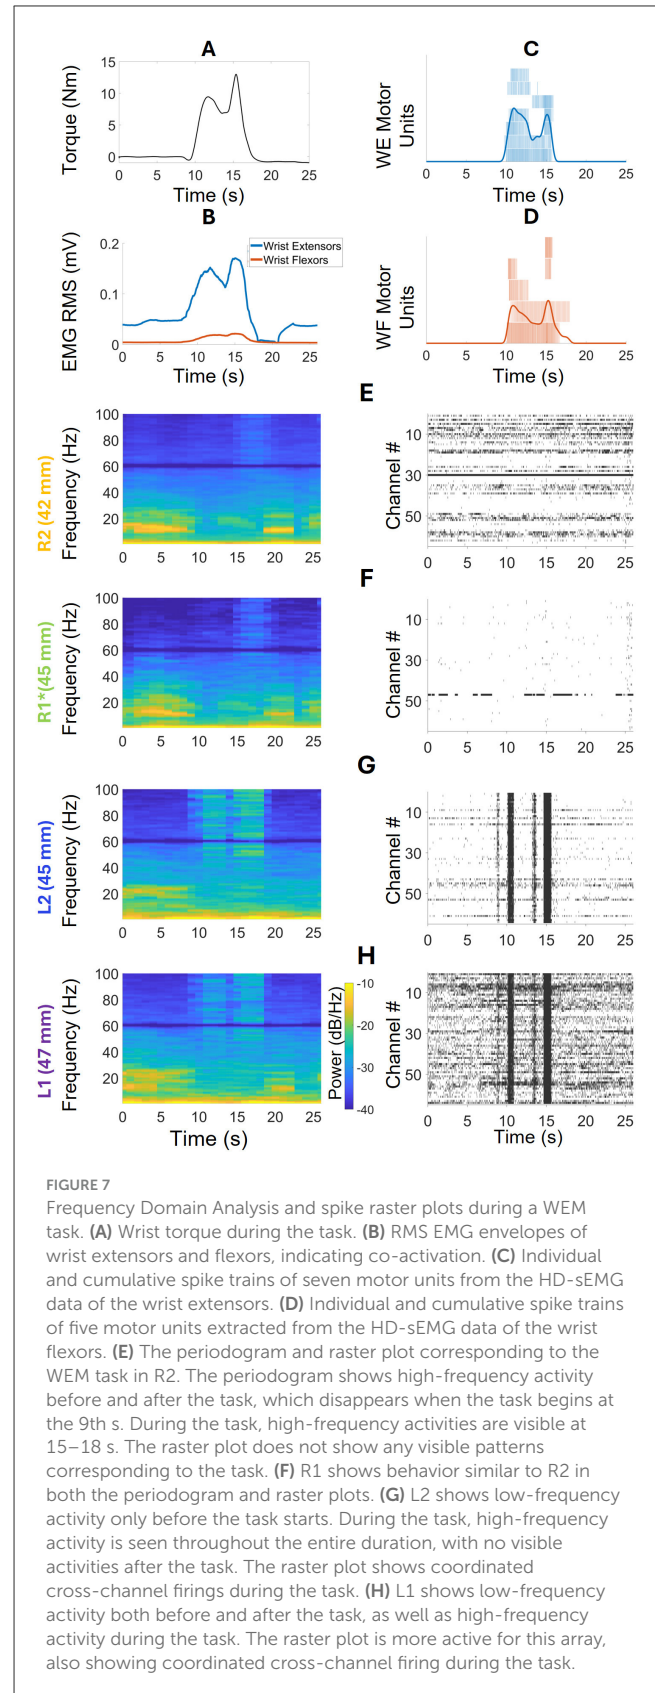 A
C
Torque (Nm)
15
10
5
0
0 5 10 15 20 25
Time (s)
WE Motor
Units
0 5 10 15 20 25
Time (s)
B
D
EMG RMS (mV)
0.2
0.1
0
Wrist Extensors
Wrist Flexors
0 5 10 15 20 25
Time (s)
WF Motor
Units
0 5 10 15 20 25
Time (s)
E
R2 (42 mm)
Frequency (Hz)
100
80
60
40
20
0 5 10 15 20 25
Channel #
10
30
50
0 5 10 15 20 25
F
R1*(45 mm)
Frequency (Hz)
100
80
60
40
20
0 5 10 15 20 25
Channel #
10
30
50
0 5 10 15 20 25
G
L2 (45 mm)
Frequency (Hz)
100
80
60
40
20
0 5 10 15 20 25
Channel #
10
30
50
0 5 10 15 20 25
H
L1 (47 mm)
Frequency (Hz)
100
80
60
40
20
0 5 10 15 20 25
Time (s)
Power (dB/Hz)
-10
-20
-30
-40
Channel #
10
30
50
0 5 10 15 20 25
Time (s)
FIGURE 7
Frequency Domain Analysis and spike raster plots during a WEM
task. (A) Wrist torque during the task. (B) RMS EMG envelopes of
wrist extensors and flexors, indicating co-activation. (C) Individual
and cumulative spike trains of seven motor units from the HD-sEMG
data of the wrist extensors. (D) Individual and cumulative spike trains
of five motor units extracted from the HD-sEMG data of the wrist
flexors. (E) The periodogram and raster plot corresponding to the
WEM task in R2. The periodogram shows high-frequency activity
before and after the task, which disappears when the task begins at
the 9th s. During the task, high-frequency activities are visible at
15–18 s. The raster plot does not show any visible patterns
corresponding to the task. (F) R1 shows behavior similar to R2 in
both the periodogram and raster plots. (G) L2 shows low-frequency
activity only before the task starts. During the task, high-frequency
activity is seen throughout the entire duration, with no visible
activities after the task. The raster plot shows coordinated
cross-channel firings during the task. (H) L1 shows low-frequency
activity both before and after the task, as well as high-frequency
activity during the task. The raster plot is more active for this array,
also showing coordinated cross-channel firing during the task.